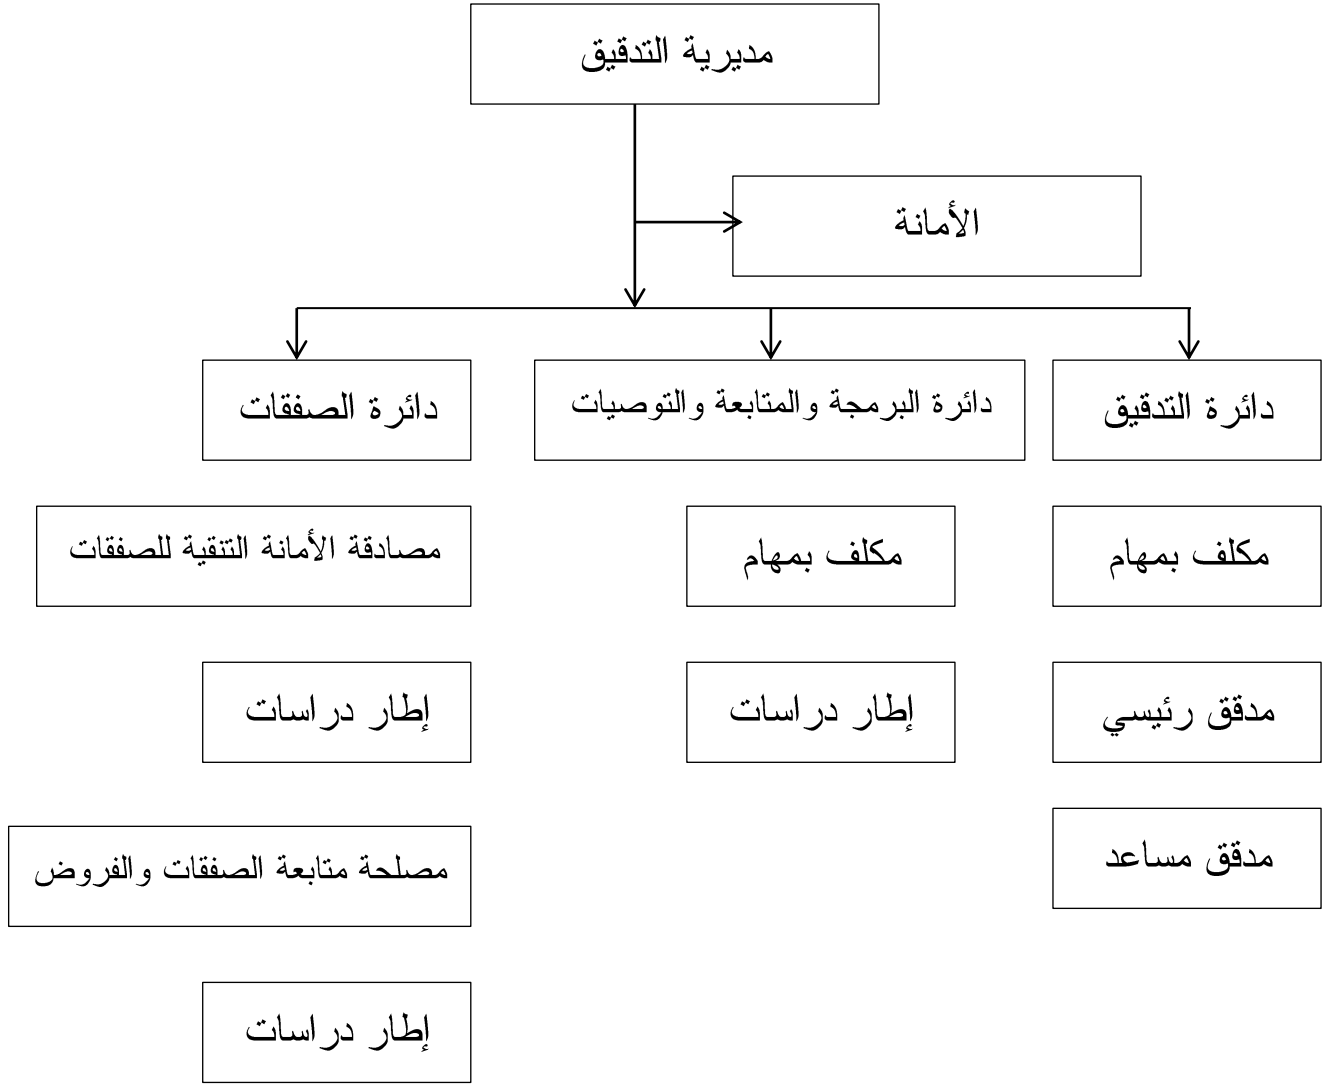 مديرية التدقيق
الأمانة
دائرة التدقيق
دائرة البرمجة والمتابعة والتوصيات
دائرة الصفقات
مكلف بمهام
مكلف بمهام
مصادقة الأمانة التنقية للصفقات
مدقق رئيسي
إطار دراسات
إطار دراسات
مدقق مساعد
مصلحة متابعة الصفقات والفروض
إطار دراسات